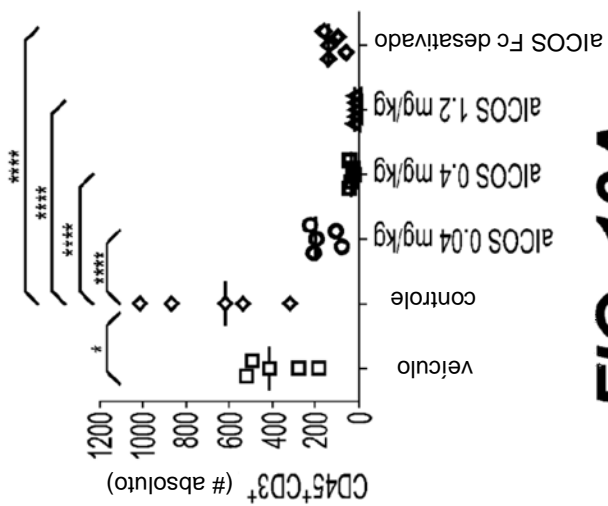 ****
****
****
****
*
1200
1000
800
600
400
200
0
CD45⁺CD3⁺ (# absoluto)
veículo
controle
aICOS 0.04 mg/kg
aICOS 0.4 mg/kg
aICOS 1.2 mg/kg
aICOS Fc desativado